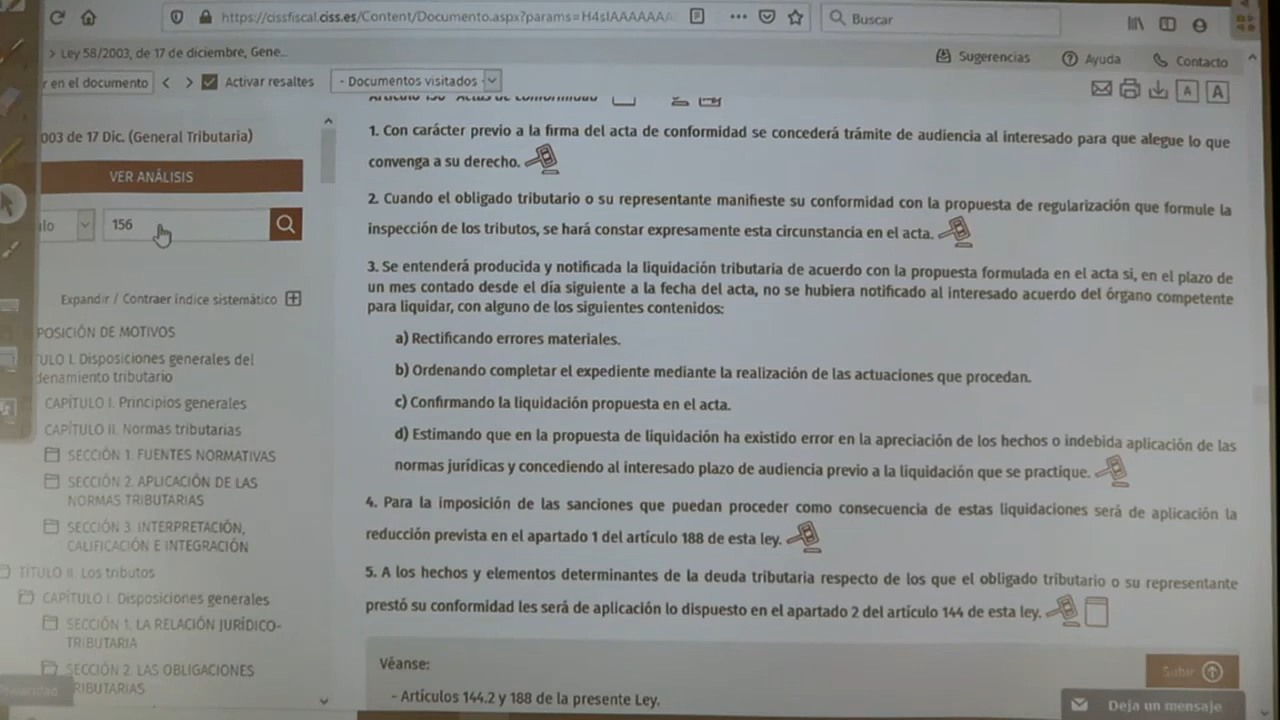 https://cissfiscal.ciss.es/Content/Documento.aspx?params=H4sIAAAAAAA
Buscar
> Ley 58/2003, de 17 de diciembre, Gene...
Sugerencias
Ayuda
Contacto
r en el documento
Activar resaltes
- Documentos visitados -
A
A
003 de 17 Dic. (General Tributaria)
VER ANÁLISIS
lo
156
Expandir / Contraer índice sistemático
POSICIÓN DE MOTIVOS
ULO I. Disposiciones generales del
denamiento tributario
CAPÍTULO I. Principios generales
CAPÍTULO II. Normas tributarias
SECCIÓN 1. FUENTES NORMATIVAS
SECCIÓN 2. APLICACIÓN DE LAS
NORMAS TRIBUTARIAS
SECCIÓN 3. INTERPRETACIÓN,
CALIFICACIÓN E INTEGRACIÓN
TÍTULO II. Los tributos
CAPÍTULO I. Disposiciones generales
SECCIÓN 1. LA RELACIÓN JURÍDICO-
TRIBUTARIA
SECCIÓN 2. LAS OBLIGACIONES
RIBUTARIAS
Privacidad
1. Con carácter previo a la firma del acta de conformidad se concederá trámite de audiencia al interesado para que alegue lo que
convenga a su derecho.
2. Cuando el obligado tributario o su representante manifieste su conformidad con la propuesta de regularización que formule la
inspección de los tributos, se hará constar expresamente esta circunstancia en el acta.
3. Se entenderá producida y notificada la liquidación tributaria de acuerdo con la propuesta formulada en el acta si, en el plazo de
un mes contado desde el día siguiente a la fecha del acta, no se hubiera notificado al interesado acuerdo del órgano competente
para liquidar, con alguno de los siguientes contenidos:
a) Rectificando errores materiales.
b) Ordenando completar el expediente mediante la realización de las actuaciones que procedan.
c) Confirmando la liquidación propuesta en el acta.
d) Estimando que en la propuesta de liquidación ha existido error en la apreciación de los hechos o indebida aplicación de las
normas jurídicas y concediendo al interesado plazo de audiencia previo a la liquidación que se practique.
4. Para la imposición de las sanciones que puedan proceder como consecuencia de estas liquidaciones será de aplicación la
reducción prevista en el apartado 1 del artículo 188 de esta ley.
5. A los hechos y elementos determinantes de la deuda tributaria respecto de los que el obligado tributario o su representante
prestó su conformidad les será de aplicación lo dispuesto en el apartado 2 del artículo 144 de esta ley.
Véanse:
- Artículos 144.2 y 188 de la presente Ley.
Subir
Deja un mensaje